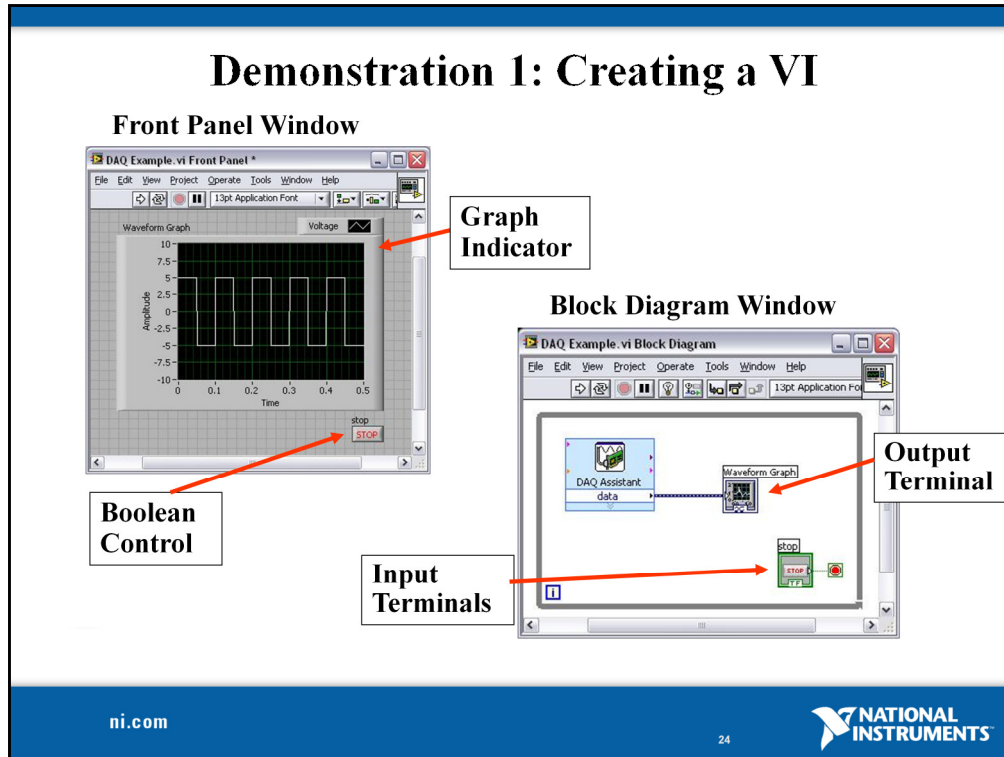 Demonstration 1: Creating a VI
Front Panel Window
DAQ Example.vi Front Panel *
File Edit View Project Operate Tools Window Help
13pt Application Font
Waveform Graph
Voltage
10
7.5
5
2.5
0
-2.5
-5
-7.5
-10
Amplitude
0 0.1 0.2 0.3 0.4 0.5
Time
stop
STOP
Graph
Indicator
Boolean
Control
Block Diagram Window
DAQ Example.vi Block Diagram
File Edit View Project Operate Tools Window Help
13pt Application Fo
DAQ Assistant
data
Waveform Graph
stop
STOP
TF
i
Output
Terminal
Input
Terminals
ni.com
24
NATIONAL
INSTRUMENTS